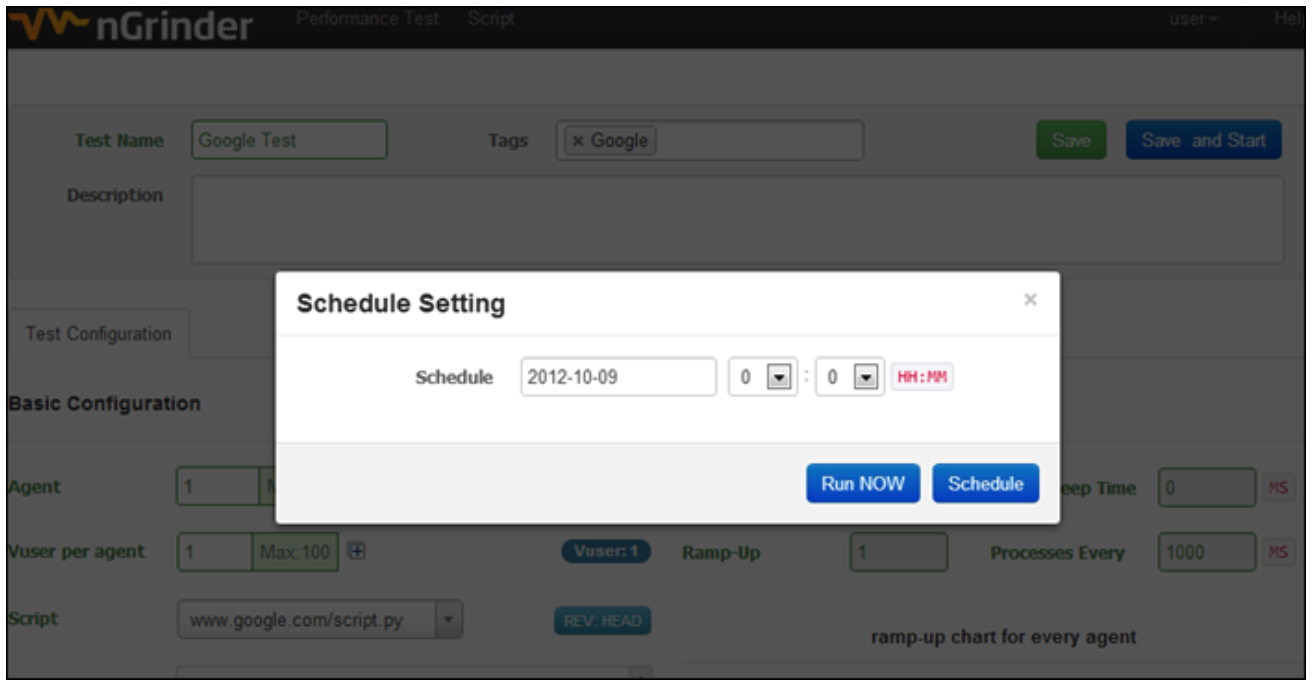 nGrinder Performance Test Script user Hel
Test Name Google Test Tags × Google Save Save and Start
Description
Schedule Setting ×
Test Configuration
Schedule 2012-10-09 0 : 0 HH:MM
Basic Configuration
Run NOW Schedule
Agent 1 eep Time 0 MS
Vuser per agent 1 Max:100 Vuser: 1 Ramp-Up 1 Processes Every 1000 MS
Script www.google.com/script.py REV: HEAD
ramp-up chart for every agent